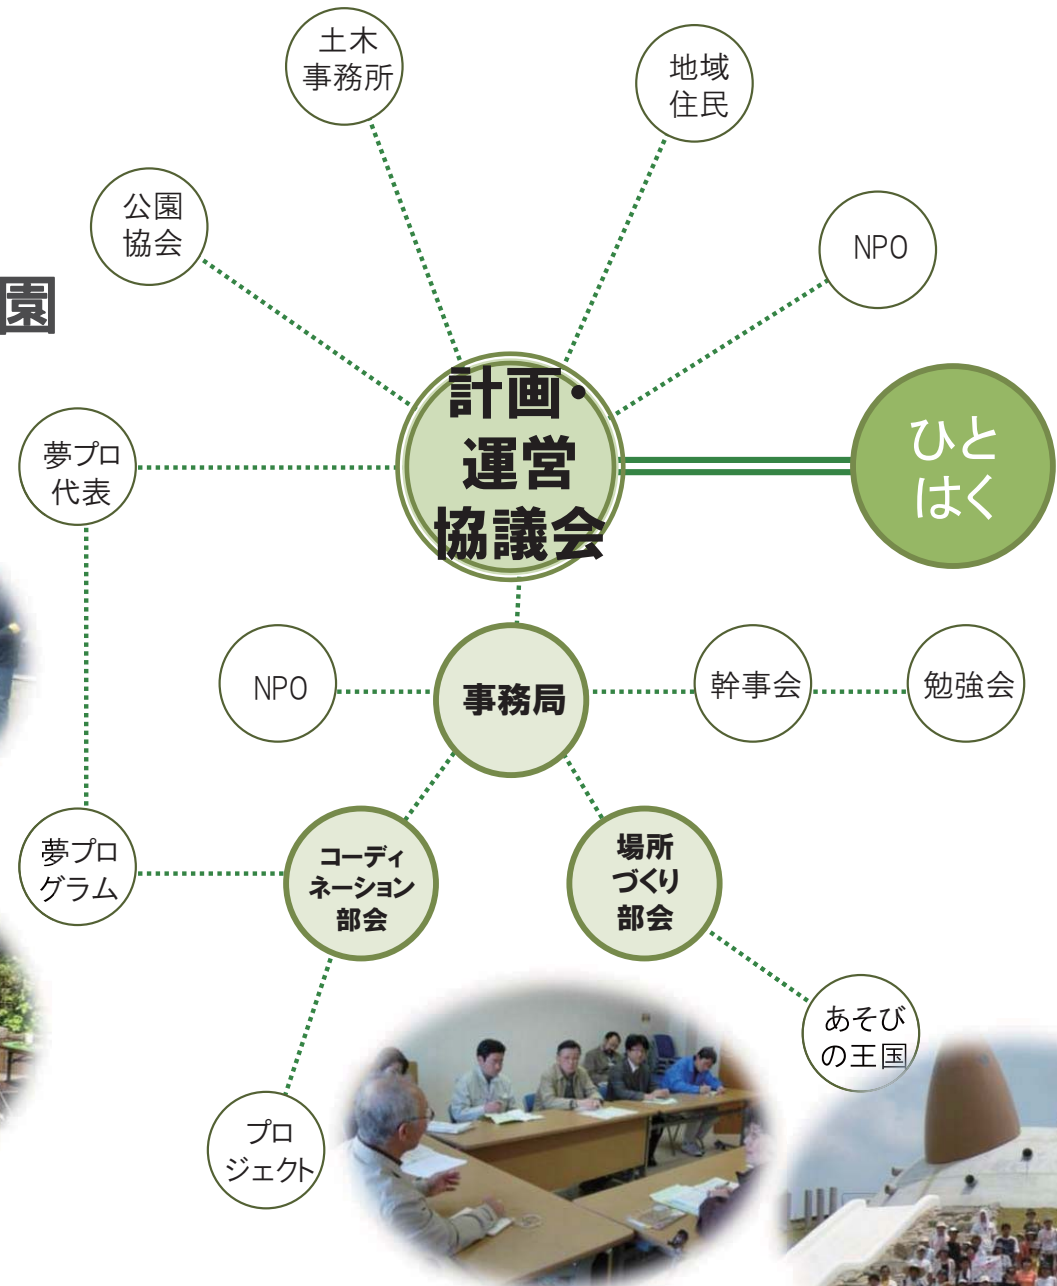 土木
事務所
地域
住民
公園
協会
NPO
園
計画・
運営
協議会
ひと
はく
夢プロ
代表
NPO
事務局
幹事会
勉強会
夢プロ
グラム
コーディ
ネーション
部会
場所
づくり
部会
あそび
の王国
プロ
ジェクト